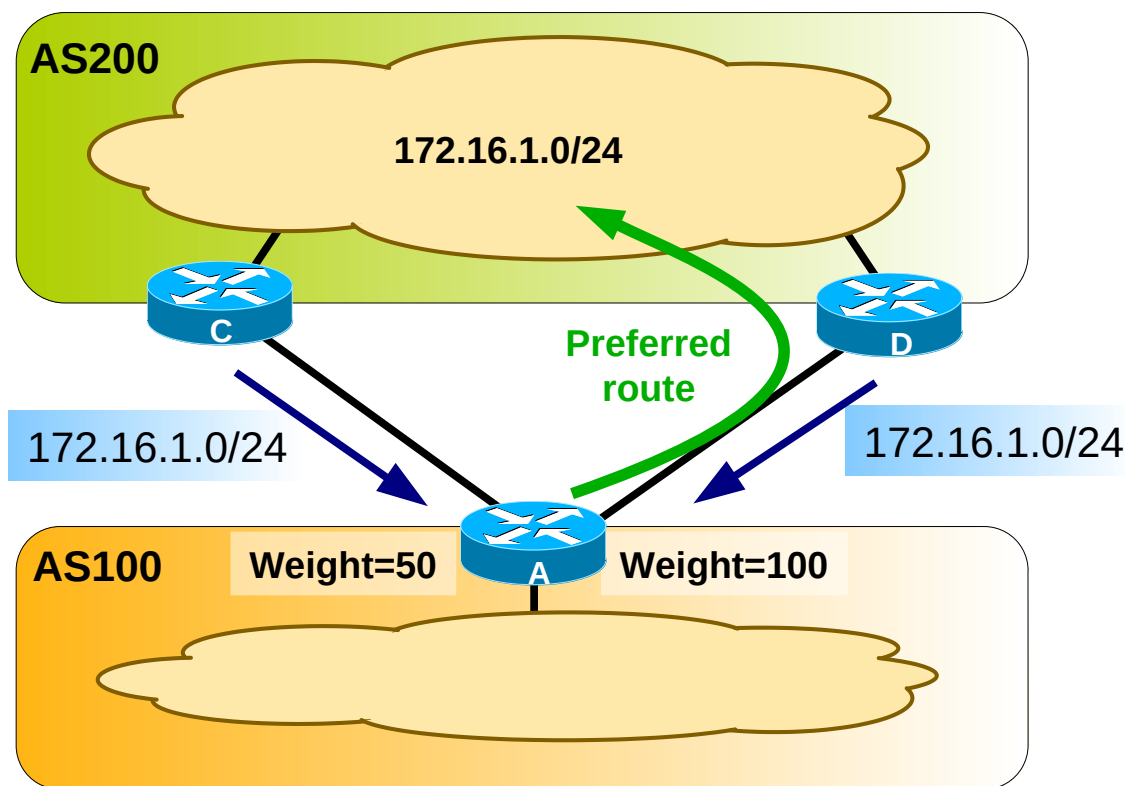 AS200
172.16.1.0/24
C
D
Preferred
route
172.16.1.0/24
172.16.1.0/24
AS100
Weight=50
A
Weight=100